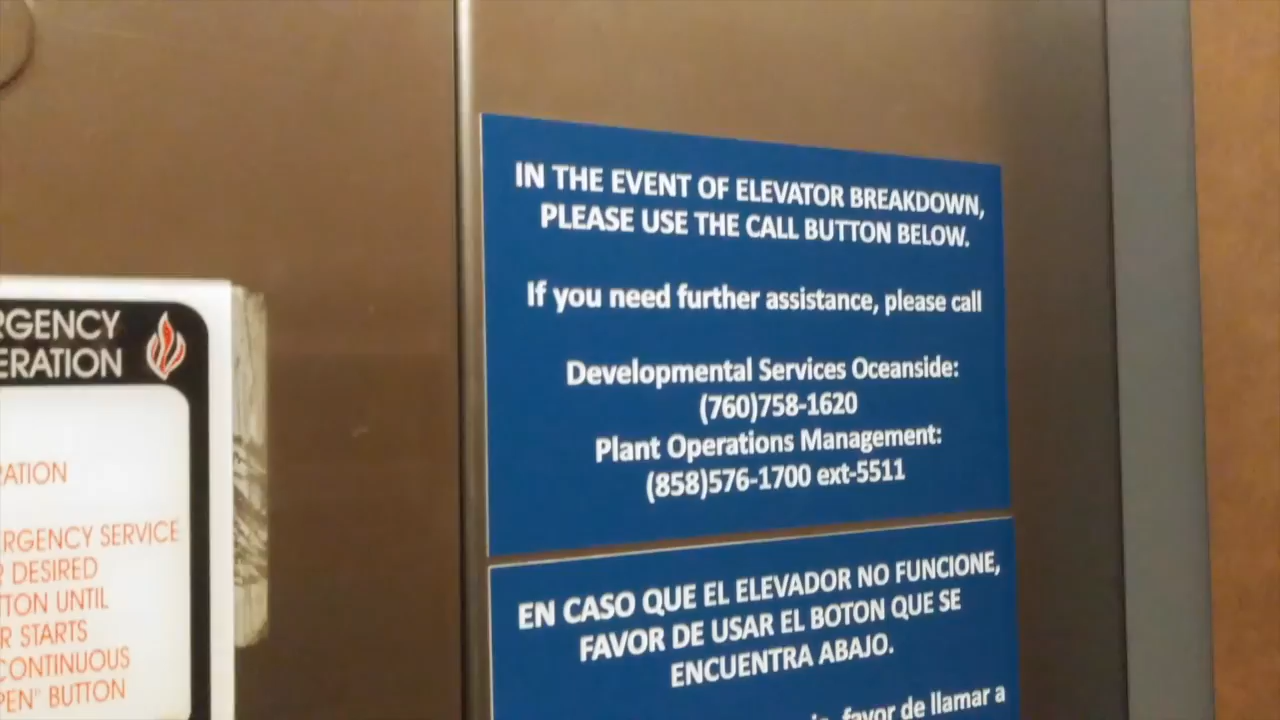 RGENCY
ERATION
RATION
RGENCY SERVICE
R DESIRED
TTON UNTIL
R STARTS
CONTINUOUS
PEN" BUTTON
IN THE EVENT OF ELEVATOR BREAKDOWN,
PLEASE USE THE CALL BUTTON BELOW.
If you need further assistance, please call
Developmental Services Oceanside:
(760)758-1620
Plant Operations Management:
(858)576-1700 ext-5511
EN CASO QUE EL ELEVADOR NO FUNCIONE,
FAVOR DE USAR EL BOTON QUE SE
ENCUENTRA ABAJO.
favor de llamar a